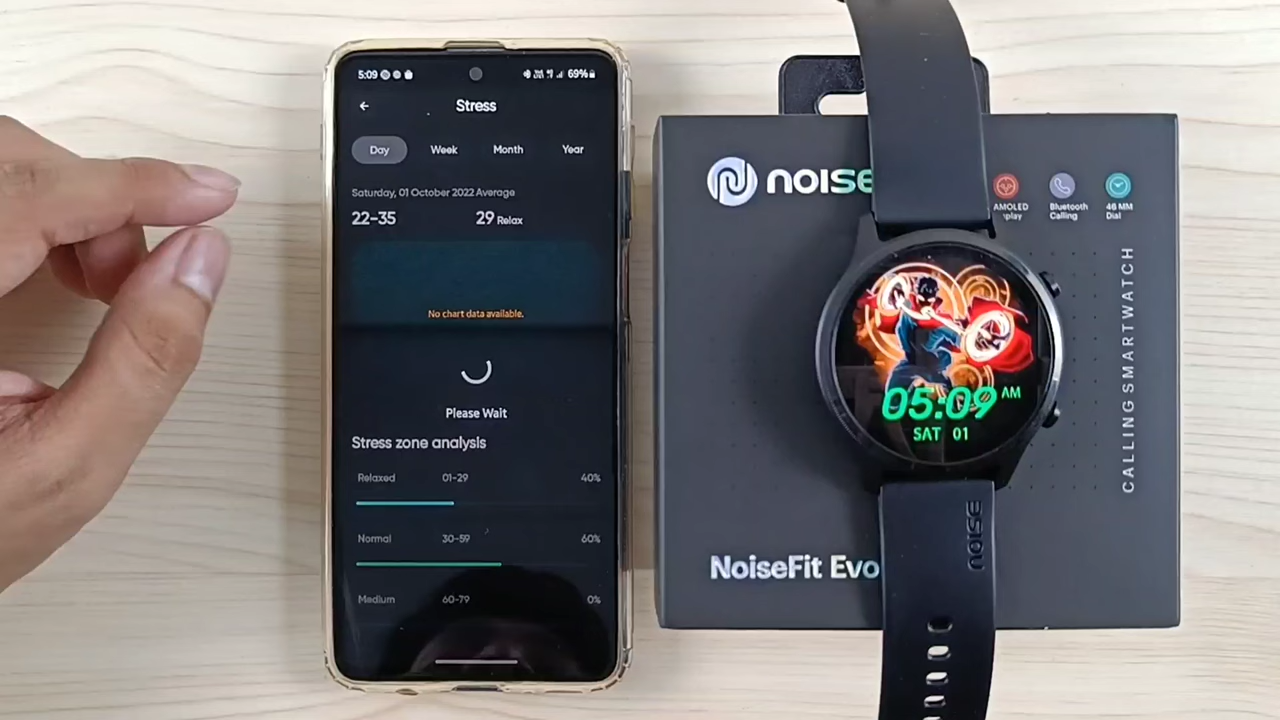 5:09
69%
Stress
Day
Week
Month
Year
Saturday, 01 October 2022 Average
22-35
29 Relax
No chart data available.
Please Wait
Stress zone analysis
Relaxed 01-29 40%
Normal 30-59 60%
Medium 60-79 0%
NOISE
AMOLED
Bluetooth
Calling
46 MM
Dial
CALLING SMARTWATCH
05:09 AM
SAT 01
NOISE
NoiseFit Evo